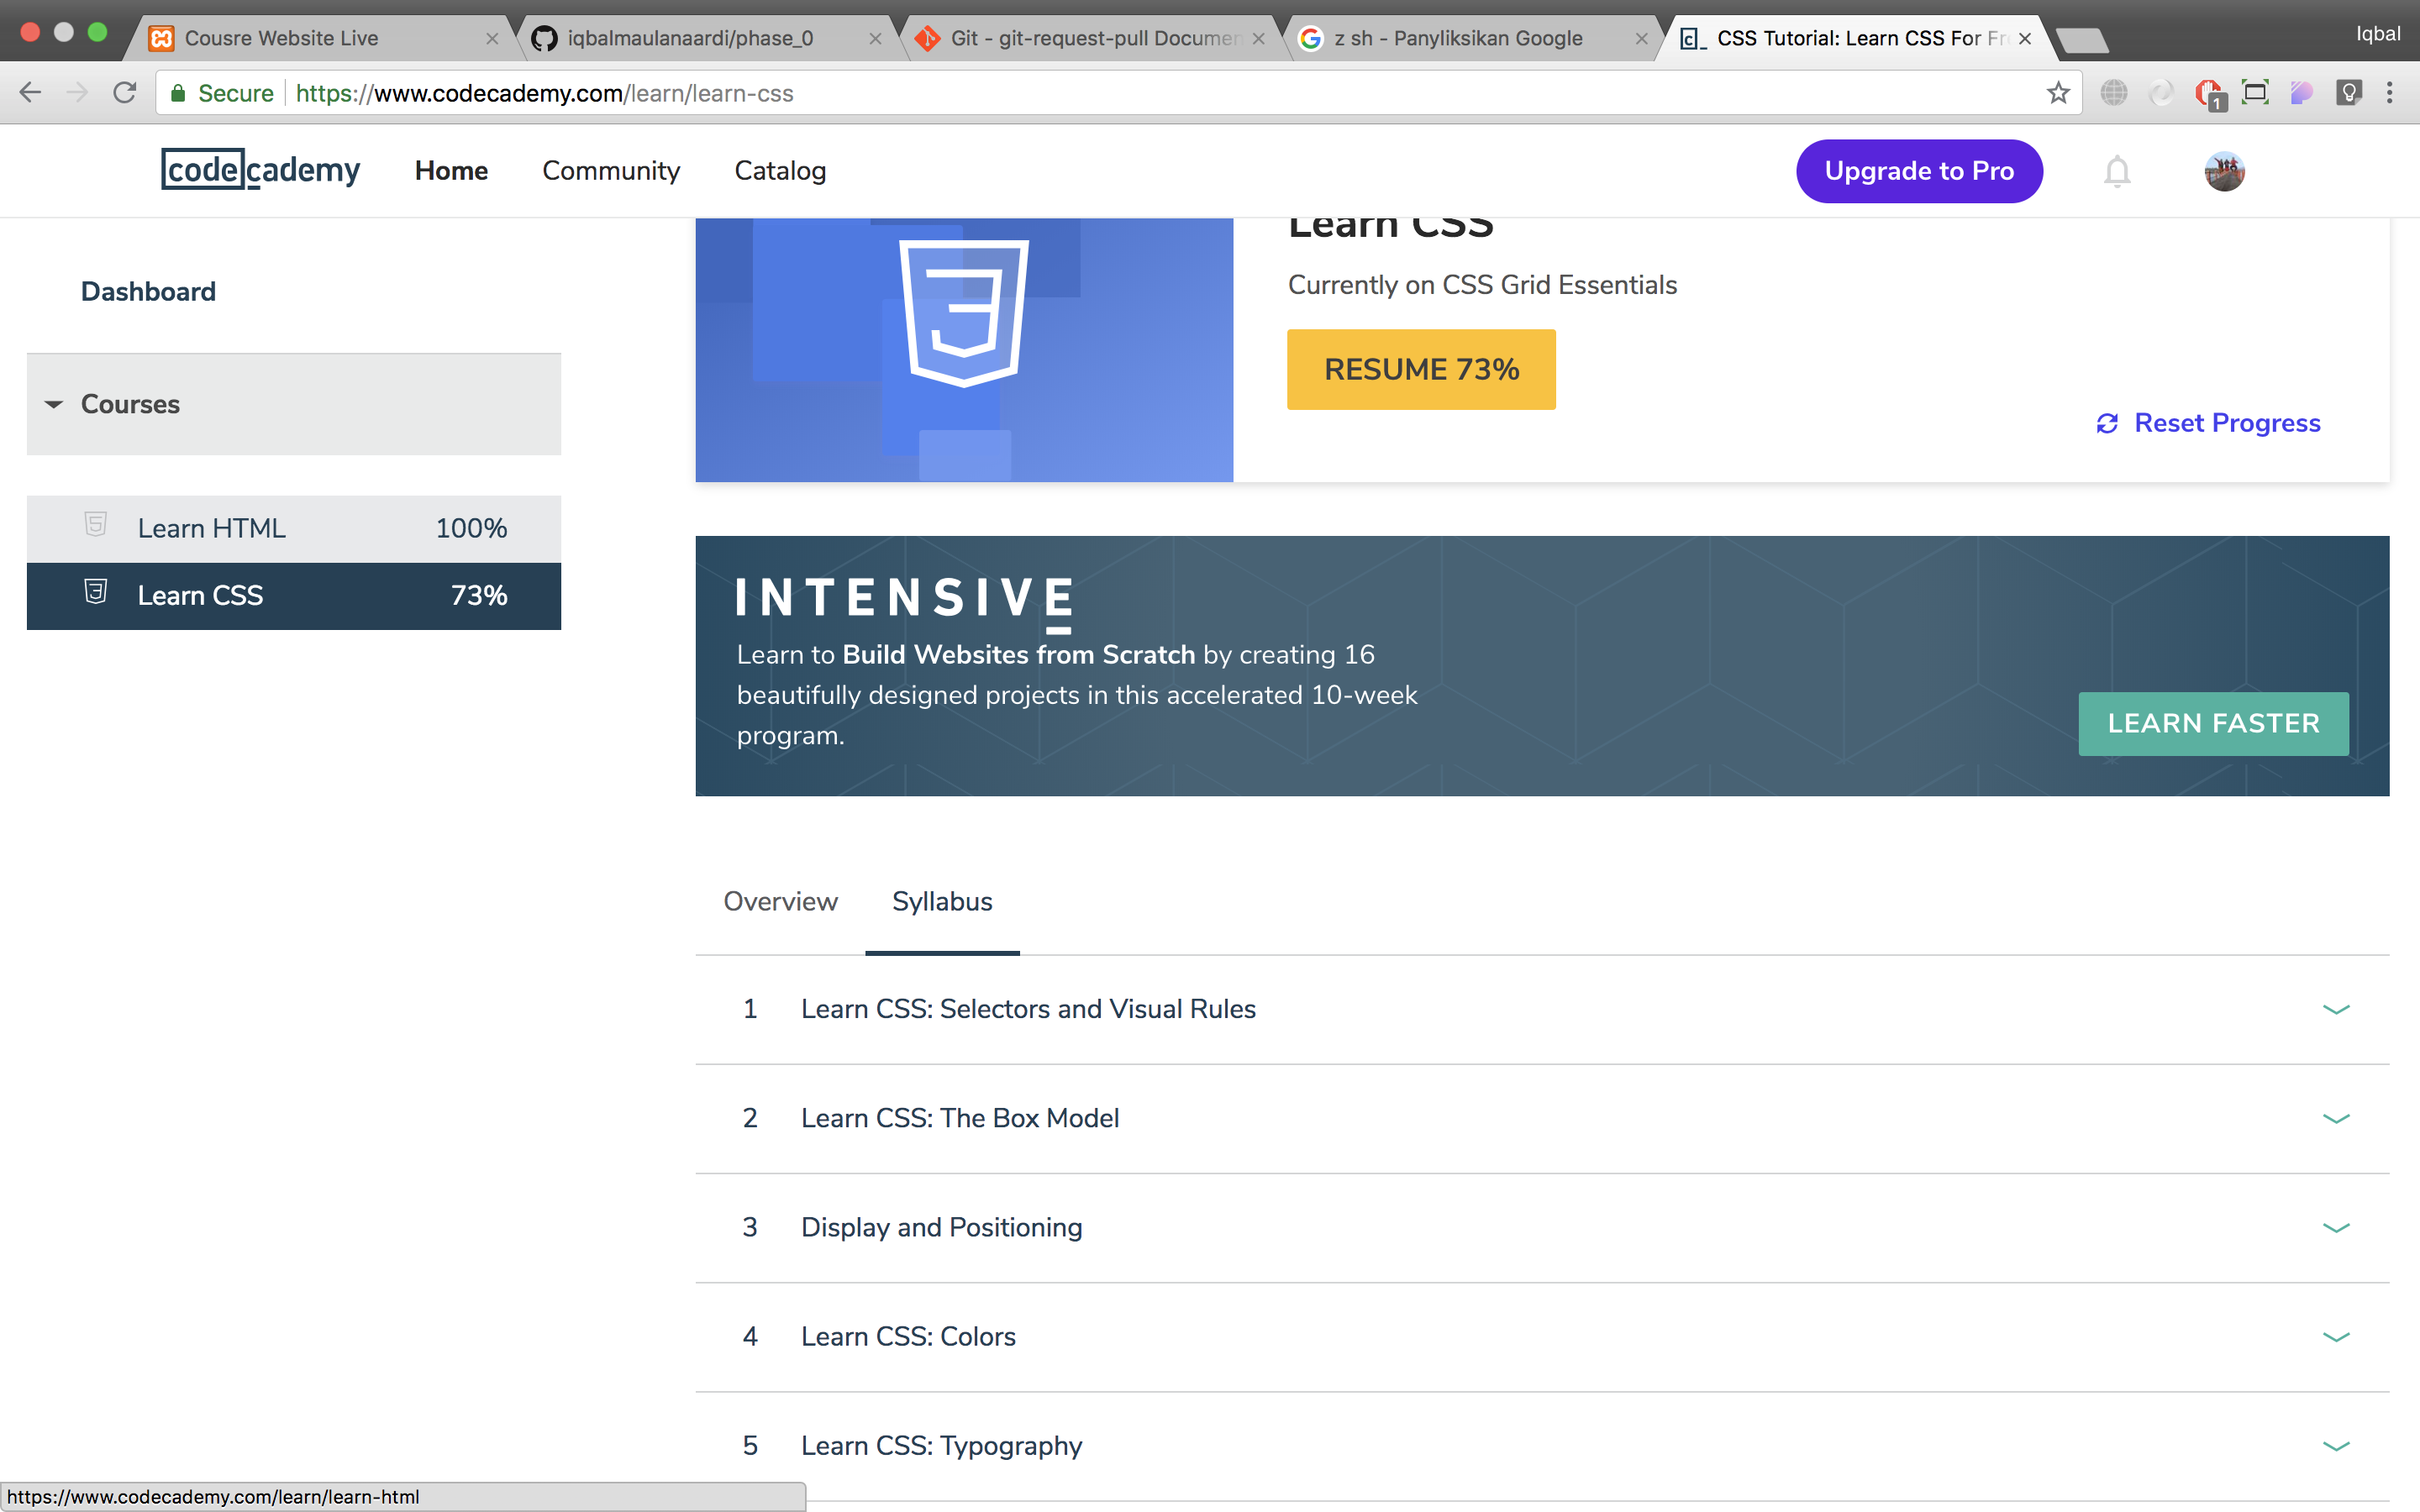 Cousre Website Live
iqbalmaulanaardi/phase_0
Git - git-request-pull Documen
z sh - Panyliksikan Google
CSS Tutorial: Learn CSS For Fre
Iqbal
Secure
https://www.codecademy.com/learn/learn-css
1
codecademy
Home
Community
Catalog
Upgrade to Pro
Learn CSS
Dashboard
Currently on CSS Grid Essentials
RESUME 73%
Courses
Reset Progress
Learn HTML 100%
Learn CSS 73%
INTENSIVE
Learn to Build Websites from Scratch by creating 16
beautifully designed projects in this accelerated 10-week
program.
LEARN FASTER
Overview
Syllabus
1 Learn CSS: Selectors and Visual Rules
2 Learn CSS: The Box Model
3 Display and Positioning
4 Learn CSS: Colors
5 Learn CSS: Typography
https://www.codecademy.com/learn/learn-html